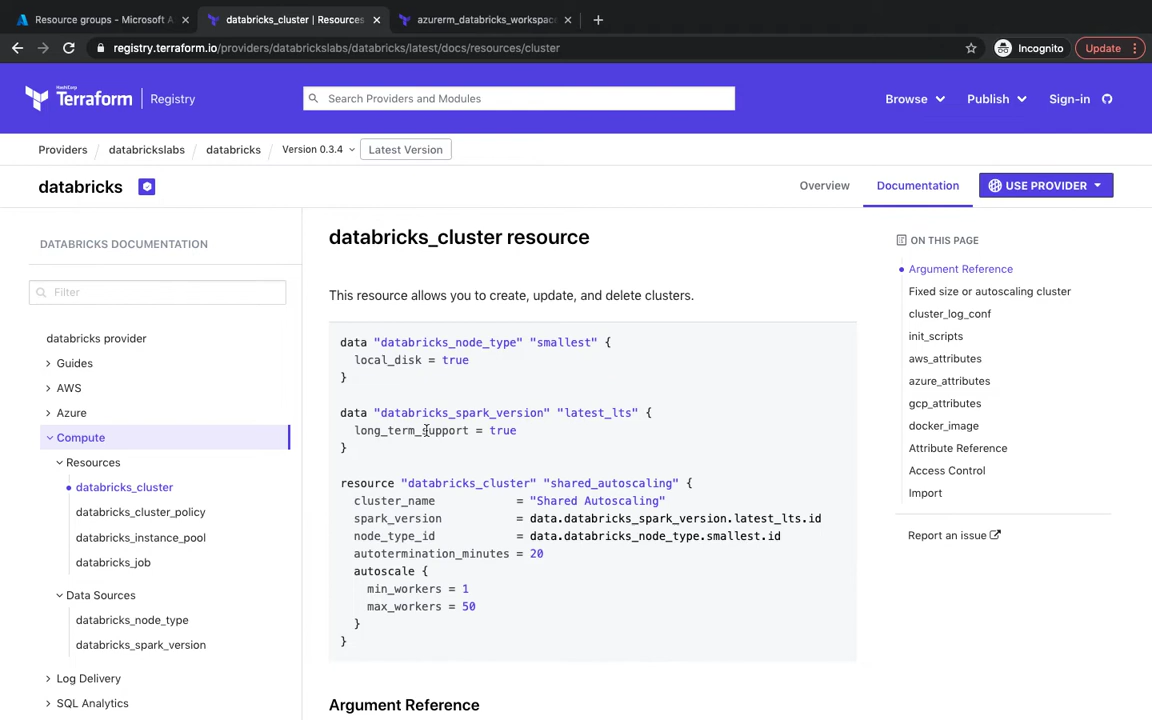 Resource groups - Microsoft A
databricks_cluster | Resources
azurerm_databricks_workspac
registry.terraform.io/providers/databrickslabs/databricks/latest/docs/resources/cluster
Incognito
Update
HashiCorp
Terraform
Registry
Search Providers and Modules
Browse
Publish
Sign-in
Providers / databrickslabs / databricks / Version 0.3.4
Latest Version
databricks
Overview
Documentation
USE PROVIDER
DATABRICKS DOCUMENTATION
Filter
databricks provider
Guides
AWS
Azure
Compute
Resources
databricks_cluster
databricks_cluster_policy
databricks_instance_pool
databricks_job
Data Sources
databricks_node_type
databricks_spark_version
Log Delivery
SQL Analytics
databricks_cluster resource
This resource allows you to create, update, and delete clusters.
data "databricks_node_type" "smallest" {
local_disk = true
}
data "databricks_spark_version" "latest_lts" {
long_term_support = true
}
resource "databricks_cluster" "shared_autoscaling" {
cluster_name = "Shared Autoscaling"
spark_version = data.databricks_spark_version.latest_lts.id
node_type_id = data.databricks_node_type.smallest.id
autotermination_minutes = 20
autoscale {
min_workers = 1
max_workers = 50
}
}
Argument Reference
ON THIS PAGE
Argument Reference
Fixed size or autoscaling cluster
cluster_log_conf
init_scripts
aws_attributes
azure_attributes
gcp_attributes
docker_image
Attribute Reference
Access Control
Import
Report an issue